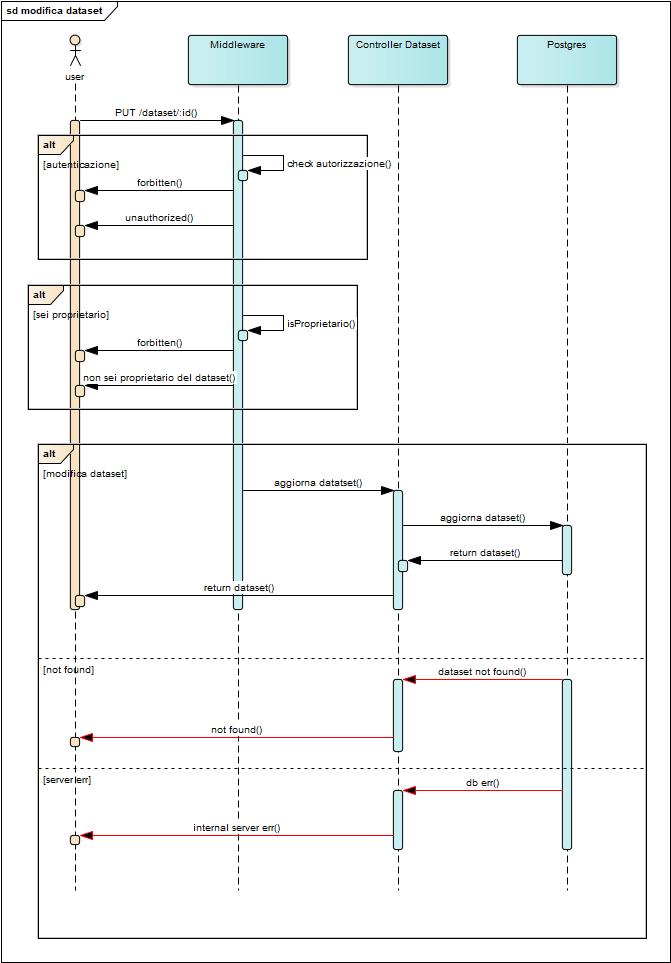 sd modifica dataset
user
Middleware
Controller Dataset
Postgres
PUT /dataset/:id()
alt
[autenticazione]
check autorizzazione()
forbitten()
unauthorized()
alt
[sei proprietario]
isProprietario()
forbitten()
non sei proprietario del dataset()
alt
[modifica dataset]
aggiorna datatset()
aggiorna dataset()
return dataset()
return dataset()
[not found]
dataset not found()
not found()
[server err]
db err()
internal server err()